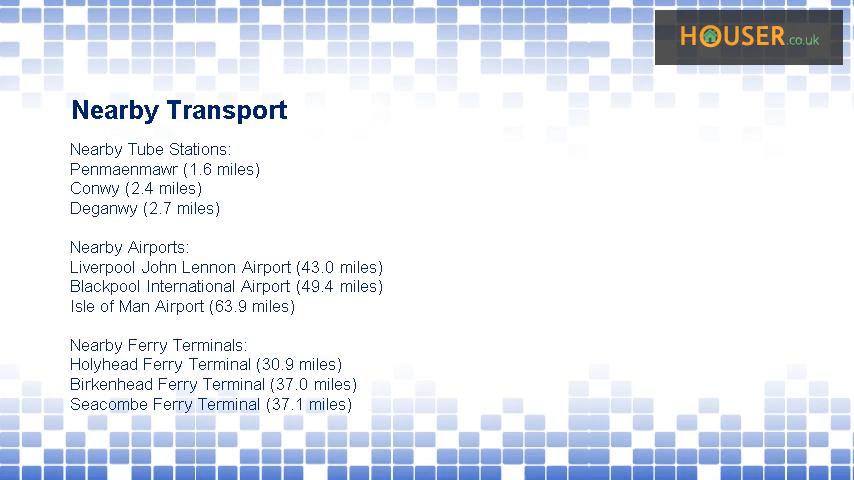 HOUSER.co.uk
Nearby Transport
Nearby Tube Stations:
Penmaenmawr (1.6 miles)
Conwy (2.4 miles)
Deganwy (2.7 miles)
Nearby Airports:
Liverpool John Lennon Airport (43.0 miles)
Blackpool International Airport (49.4 miles)
Isle of Man Airport (63.9 miles)
Nearby Ferry Terminals:
Holyhead Ferry Terminal (30.9 miles)
Birkenhead Ferry Terminal (37.0 miles)
Seacombe Ferry Terminal (37.1 miles)